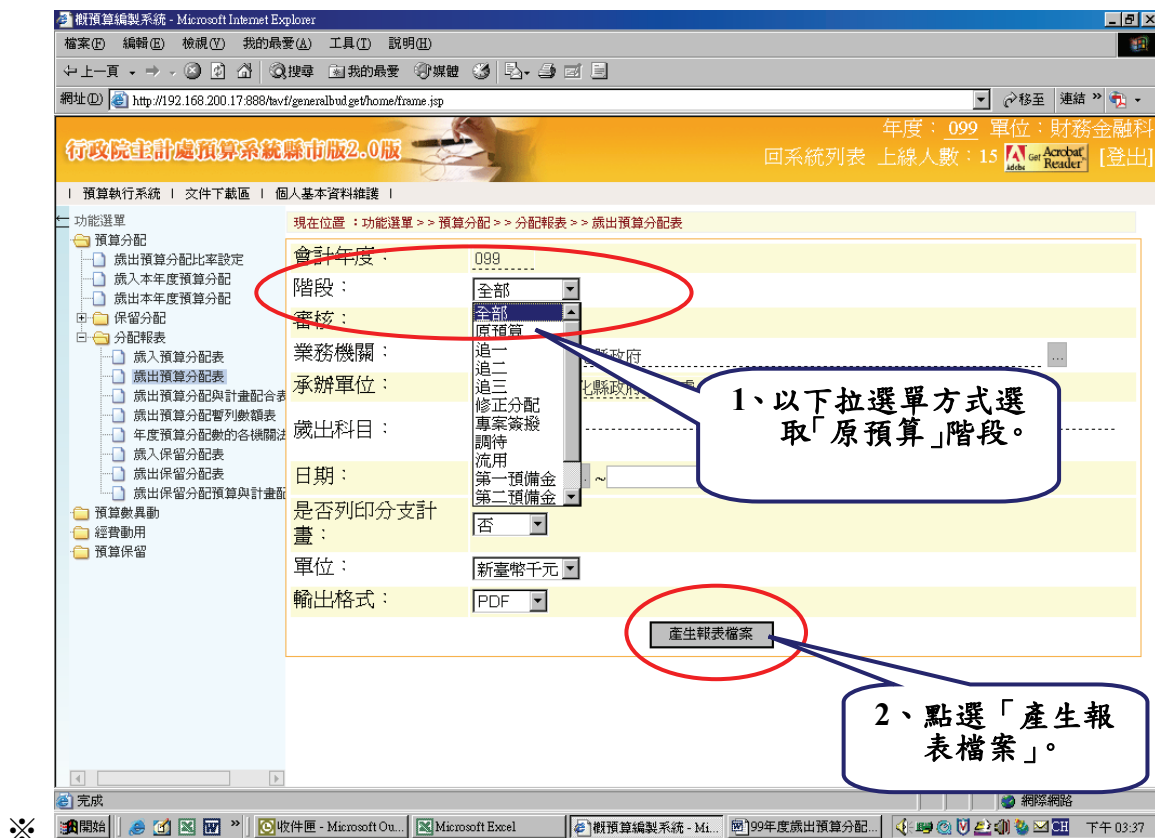 概預算編製系統 - Microsoft Internet Explorer
檔案(F) 編輯(E) 檢視(V) 我的最愛(A) 工具(T) 說明(H)
上一頁 搜尋 我的最愛 媒體
網址(D) http://192.168.200.17:888/tavf/generalbudget/home/frame.jsp 移至 連結 »
行政院主計處預算系統縣市版2.0版
年度：099 單位：財務金融科
回系統列表 上線人數：15 Adobe Get Acrobat Reader [登出]
| 預算執行系統 | 文件下載區 | 個人基本資料維護 |
功能選單
預算分配
歲出預算分配比率設定
歲入本年度預算分配
歲出本年度預算分配
保留分配
分配報表
歲入預算分配表
歲出預算分配表
歲出預算分配與計畫配合表
歲出預算分配暫列數額表
年度預算分配數的各機關法
歲入保留分配表
歲出保留分配表
歲出保留分配預算與計畫配
預算數異動
經費動用
預算保留
現在位置：功能選單>>預算分配>>分配報表>>歲出預算分配表
會計年度： 099
階段： 全部
全部
原預算
追一
追二
追三
修正分配
專案簽撥
調待
流用
第一預備金
第二預備金
審核：
業務機關： 縣政府 ...
承辦單位： 化縣政府
歲出科目：
日期： ~
是否列印分支計畫： 否
單位： 新臺幣千元
輸出格式： PDF
產生報表檔案
1、以下拉選單方式選
取「原預算」階段。
2、點選「產生報
表檔案」。
完成 網際網路
※ 開始 » 收件匣 - Microsoft Ou... Microsoft Excel 概預算編製系統 - Mi... 99年度歲出預算分配... CH 下午 03:37